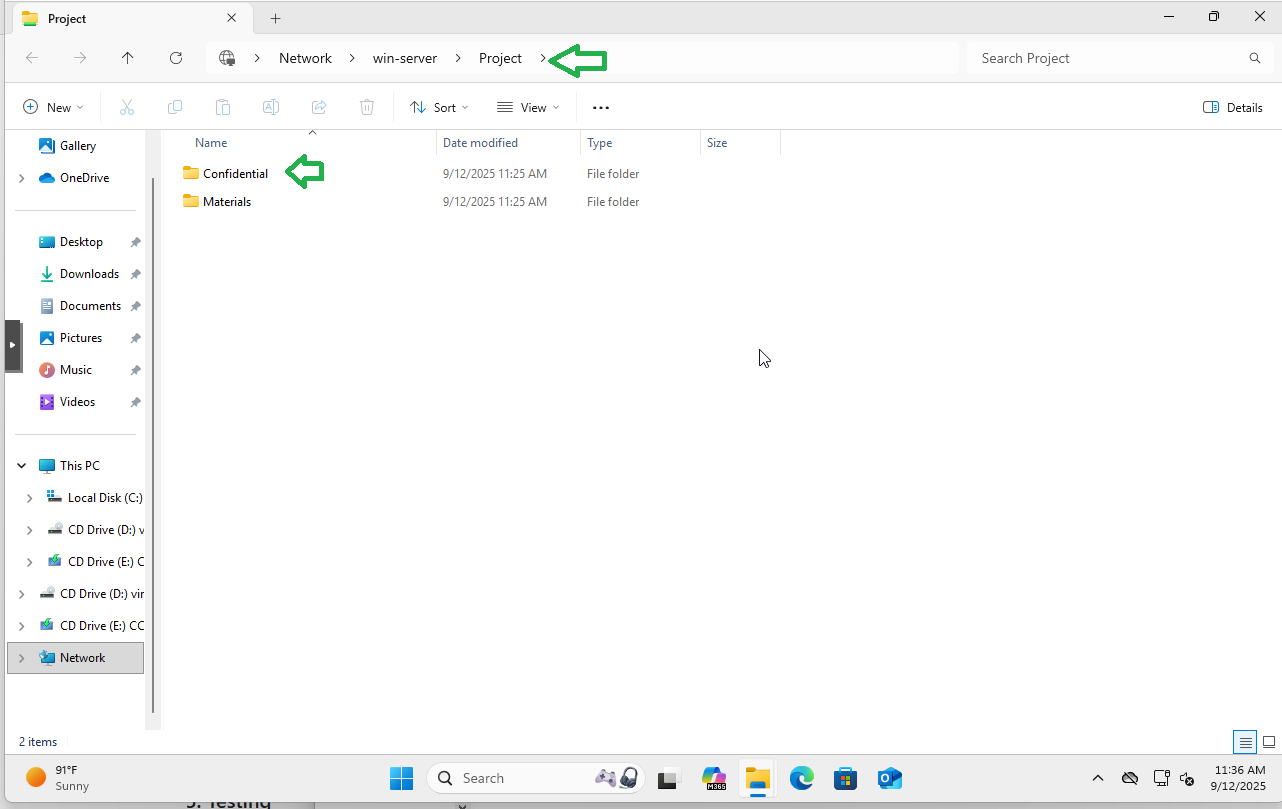 Project
Network > win-server > Project >
Search Project
New
Sort
View
Details
Name Date modified Type Size
Gallery
OneDrive
Confidential 9/12/2025 11:25 AM File folder
Materials 9/12/2025 11:25 AM File folder
Desktop
Downloads
Documents
Pictures
Music
Videos
This PC
Local Disk (C:)
CD Drive (D:) v
CD Drive (E:) C
CD Drive (D:) vir
CD Drive (E:) CC
Network
2 items
91°F
Sunny
Search
M365
11:36 AM
9/12/2025
5. Testing